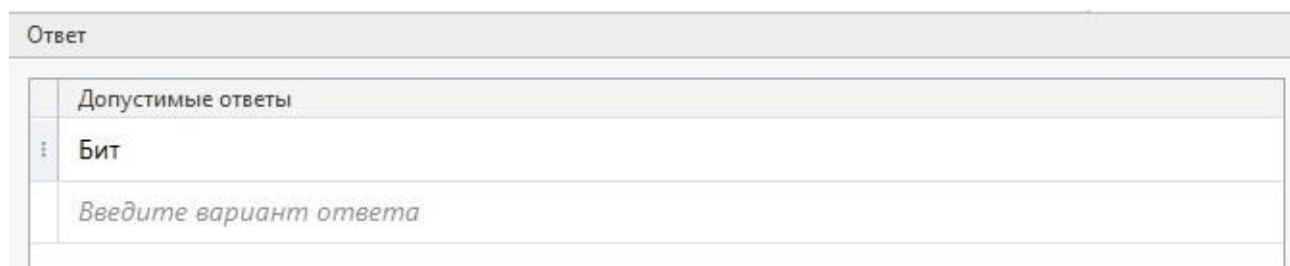 Ответ
Допустимые ответы
Бит
Введите вариант ответа